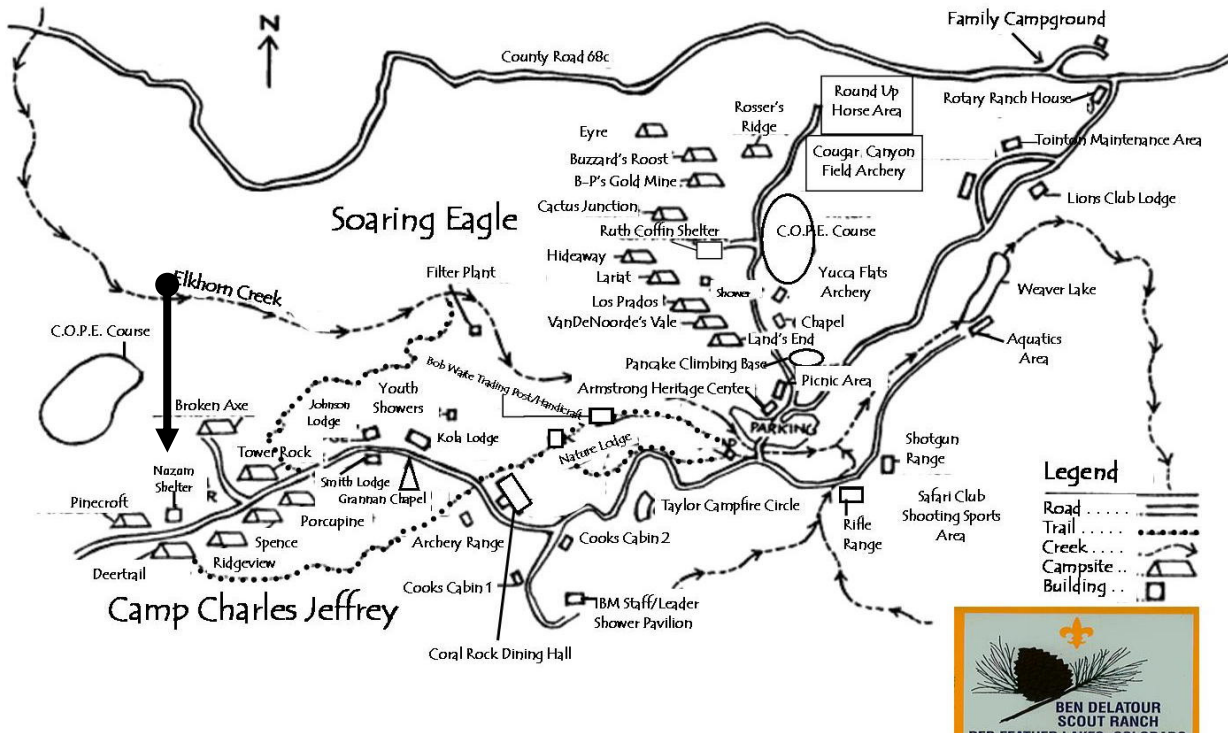 Family Campground
N
County Road 68c
Round Up
Horse Area
Rotary Ranch House
Rosser's
Ridge
Eyre
Tointon Maintenance Area
Buzzard's Roost
Cougar Canyon
Field Archery
B-P's Gold Mine
Lions Club Lodge
Cactus Junction
Soaring Eagle
Ruth Coffin Shelter
C.O.P.E. Course
Hideaway
Filter Plant
Elkhorn Creek
Lariat
Shower
Yucca Flats
Archery
Weaver Lake
Los Prados
VanDeNoorde's Vale
Chapel
C.O.P.E. Course
Land's End
Aquatics
Area
Pancake Climbing Base
Bob Waite Trading Post/Handicraft
Armstrong Heritage Center
Picnic Area
Youth
Showers
Johnson
Lodge
Broken Axe
PARKING
Kola Lodge
Nature Lodge
Tower Rock
Shotgun
Range
Nazam
Shelter
Smith Lodge
Grannan Chapel
Legend
Pinecroft
Porcupine
Taylor Campfire Circle
Safari Club
Shooting Sports
Area
Road . . . . .
Trail . . . . .
Creek . . . .
Campsite . .
Building . .
Rifle
Range
Spence
Archery Range
Cooks Cabin 2
Ridgeview
Deertrail
Cooks Cabin 1
Camp Charles Jeffrey
IBM Staff/Leader
Shower Pavilion
Coral Rock Dining Hall
BEN DELATOUR
SCOUT RANCH
RED FEATHER LAKES, COLORADO